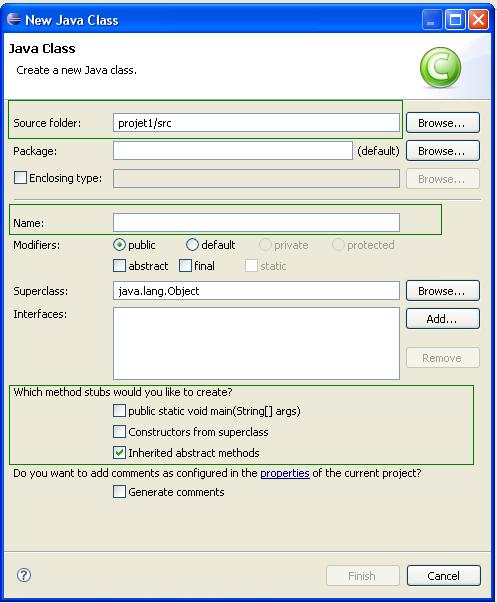 New Java Class
Java Class
Create a new Java class.
C
Source folder: projet1/src Browse...
Package: (default) Browse...
Enclosing type: Browse...
Name:
Modifiers: public default private protected
abstract final static
Superclass: java.lang.Object Browse...
Interfaces: Add...
Remove
Which method stubs would you like to create?
public static void main(String[] args)
Constructors from superclass
Inherited abstract methods
Do you want to add comments as configured in the properties of the current project?
Generate comments
? Finish Cancel